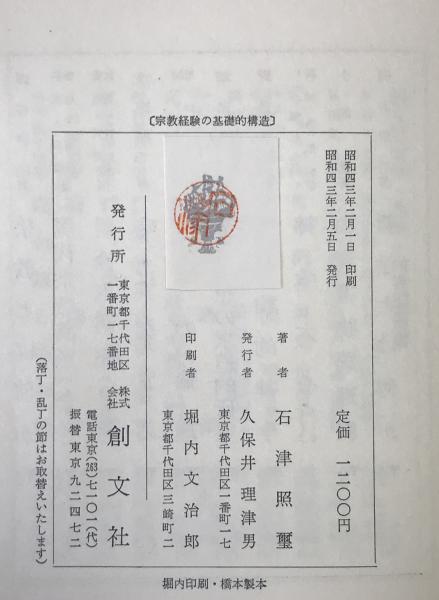 〔宗教経験の基礎的構造〕
昭和四三年二月一日 印刷
昭和四三年二月五日 発行
定価 一二〇〇円
著者 石津照璽
発行者 久保井理津男
東京都千代田区一番町一七
印刷者 堀内文治郎
東京都千代田区三崎町二
発行所 東京都千代田区一番町一七番地 株式会社 創文社
電話東京(263)七一〇一(代)
振替東京九二四七二
(落丁・乱丁の節はお取替えいたします)
堀内印刷・橋本製本